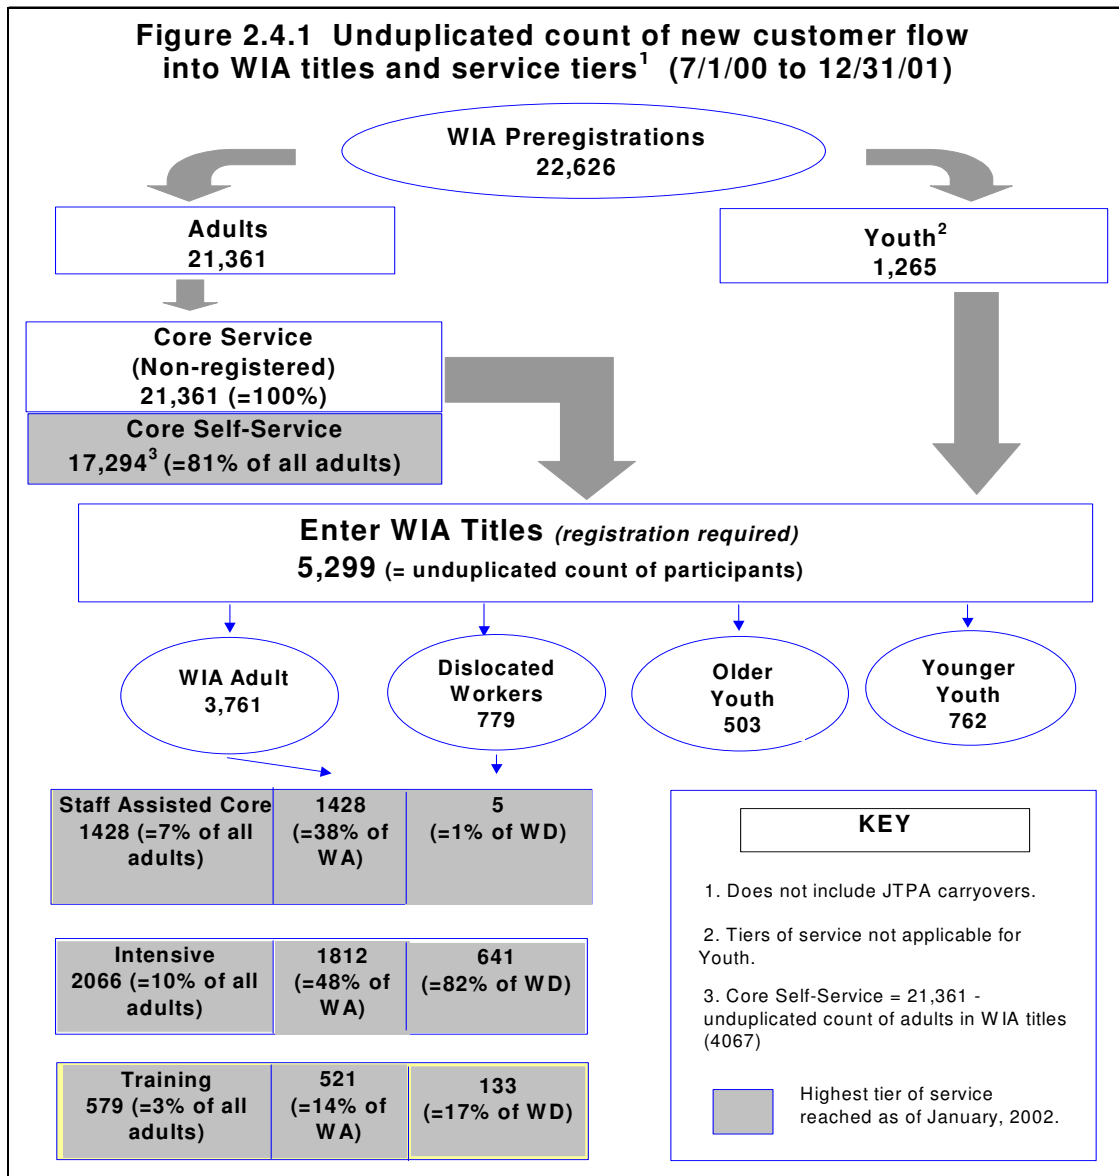 Figure 2.4.1 Unduplicated count of new customer flow
into WIA titles and service tiers1 (7/1/00 to 12/31/01)
WIA Preregistrations
22,626
Adults
21,361
Youth2
1,265
Core Service
(Non-registered)
21,361 (=100%)
Core Self-Service
17,2943 (=81% of all adults)
Enter WIA Titles (registration required)
5,299 (= unduplicated count of participants)
WIA Adult
3,761
Dislocated
Workers
779
Older
Youth
503
Younger
Youth
762
Staff Assisted Core
1428 (=7% of all
adults)
1428
(=38% of
WA)
5
(=1% of WD)
Intensive
2066 (=10% of all
adults)
1812
(=48% of
WA)
641
(=82% of WD)
Training
579 (=3% of all
adults)
521
(=14% of
WA)
133
(=17% of WD)
KEY
1. Does not include JTPA carryovers.
2. Tiers of service not applicable for
Youth.
3. Core Self-Service = 21,361 -
unduplicated count of adults in WIA titles
(4067)
Highest tier of service
reached as of January, 2002.